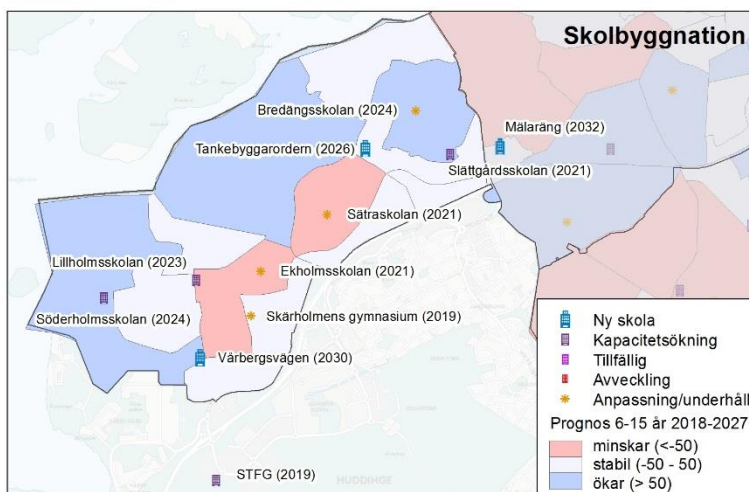 Skolbyggnation
Bredängsskolan (2024)
Tankebyggarordern (2026)
Mälaräng (2032)
Slättgårdsskolan (2021)
Sätraskolan (2021)
Lillholmsskolan (2023)
Ekholmsskolan (2021)
Söderholmsskolan (2024)
Skärholmens gymnasium (2019)
Vårbergsvägen (2030)
STFG (2019)
HUDDINGE
Ny skola
Kapacitetsökning
Tillfällig
Avveckling
Anpassning/underhåll
Prognos 6-15 år 2018-2027
minskar (<-50)
stabil (-50 - 50)
ökar (> 50)